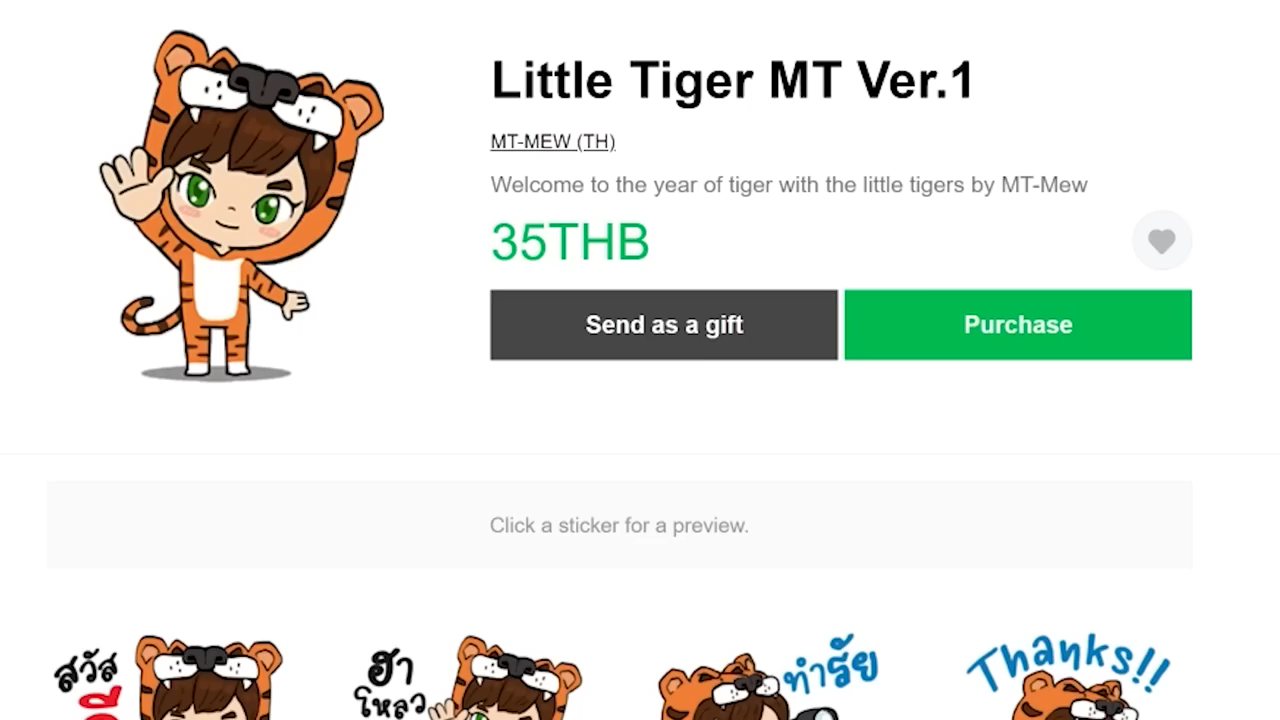 Little Tiger MT Ver.1
MT-MEW (TH)
Welcome to the year of tiger with the little tigers by MT-Mew
35THB
Send as a gift
Purchase
Click a sticker for a preview.
สวัส
ดี
ฮา
โหลว
ทำรัย
Thanks!!